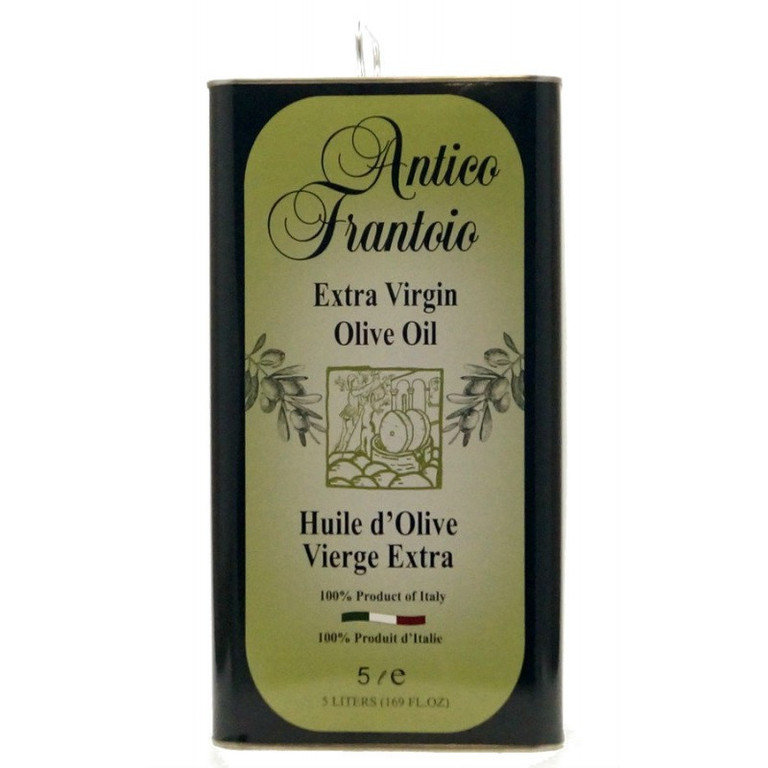 Antico
Frantoio
Extra Virgin
Olive Oil
Huile d'Olive
Vierge Extra
100% Product of Italy
100% Produit d'Italie
5 ℓ e
5 LITERS (169 FL.OZ)